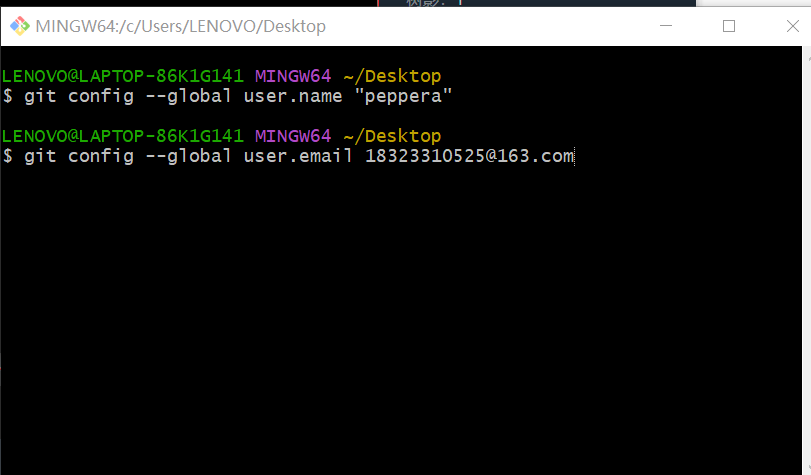 MINGW64:/c/Users/LENOVO/Desktop
LENOVO@LAPTOP-86K1G141 MINGW64 ~/Desktop
$ git config --global user.name "peppera"
LENOVO@LAPTOP-86K1G141 MINGW64 ~/Desktop
$ git config --global user.email 18323310525@163.com